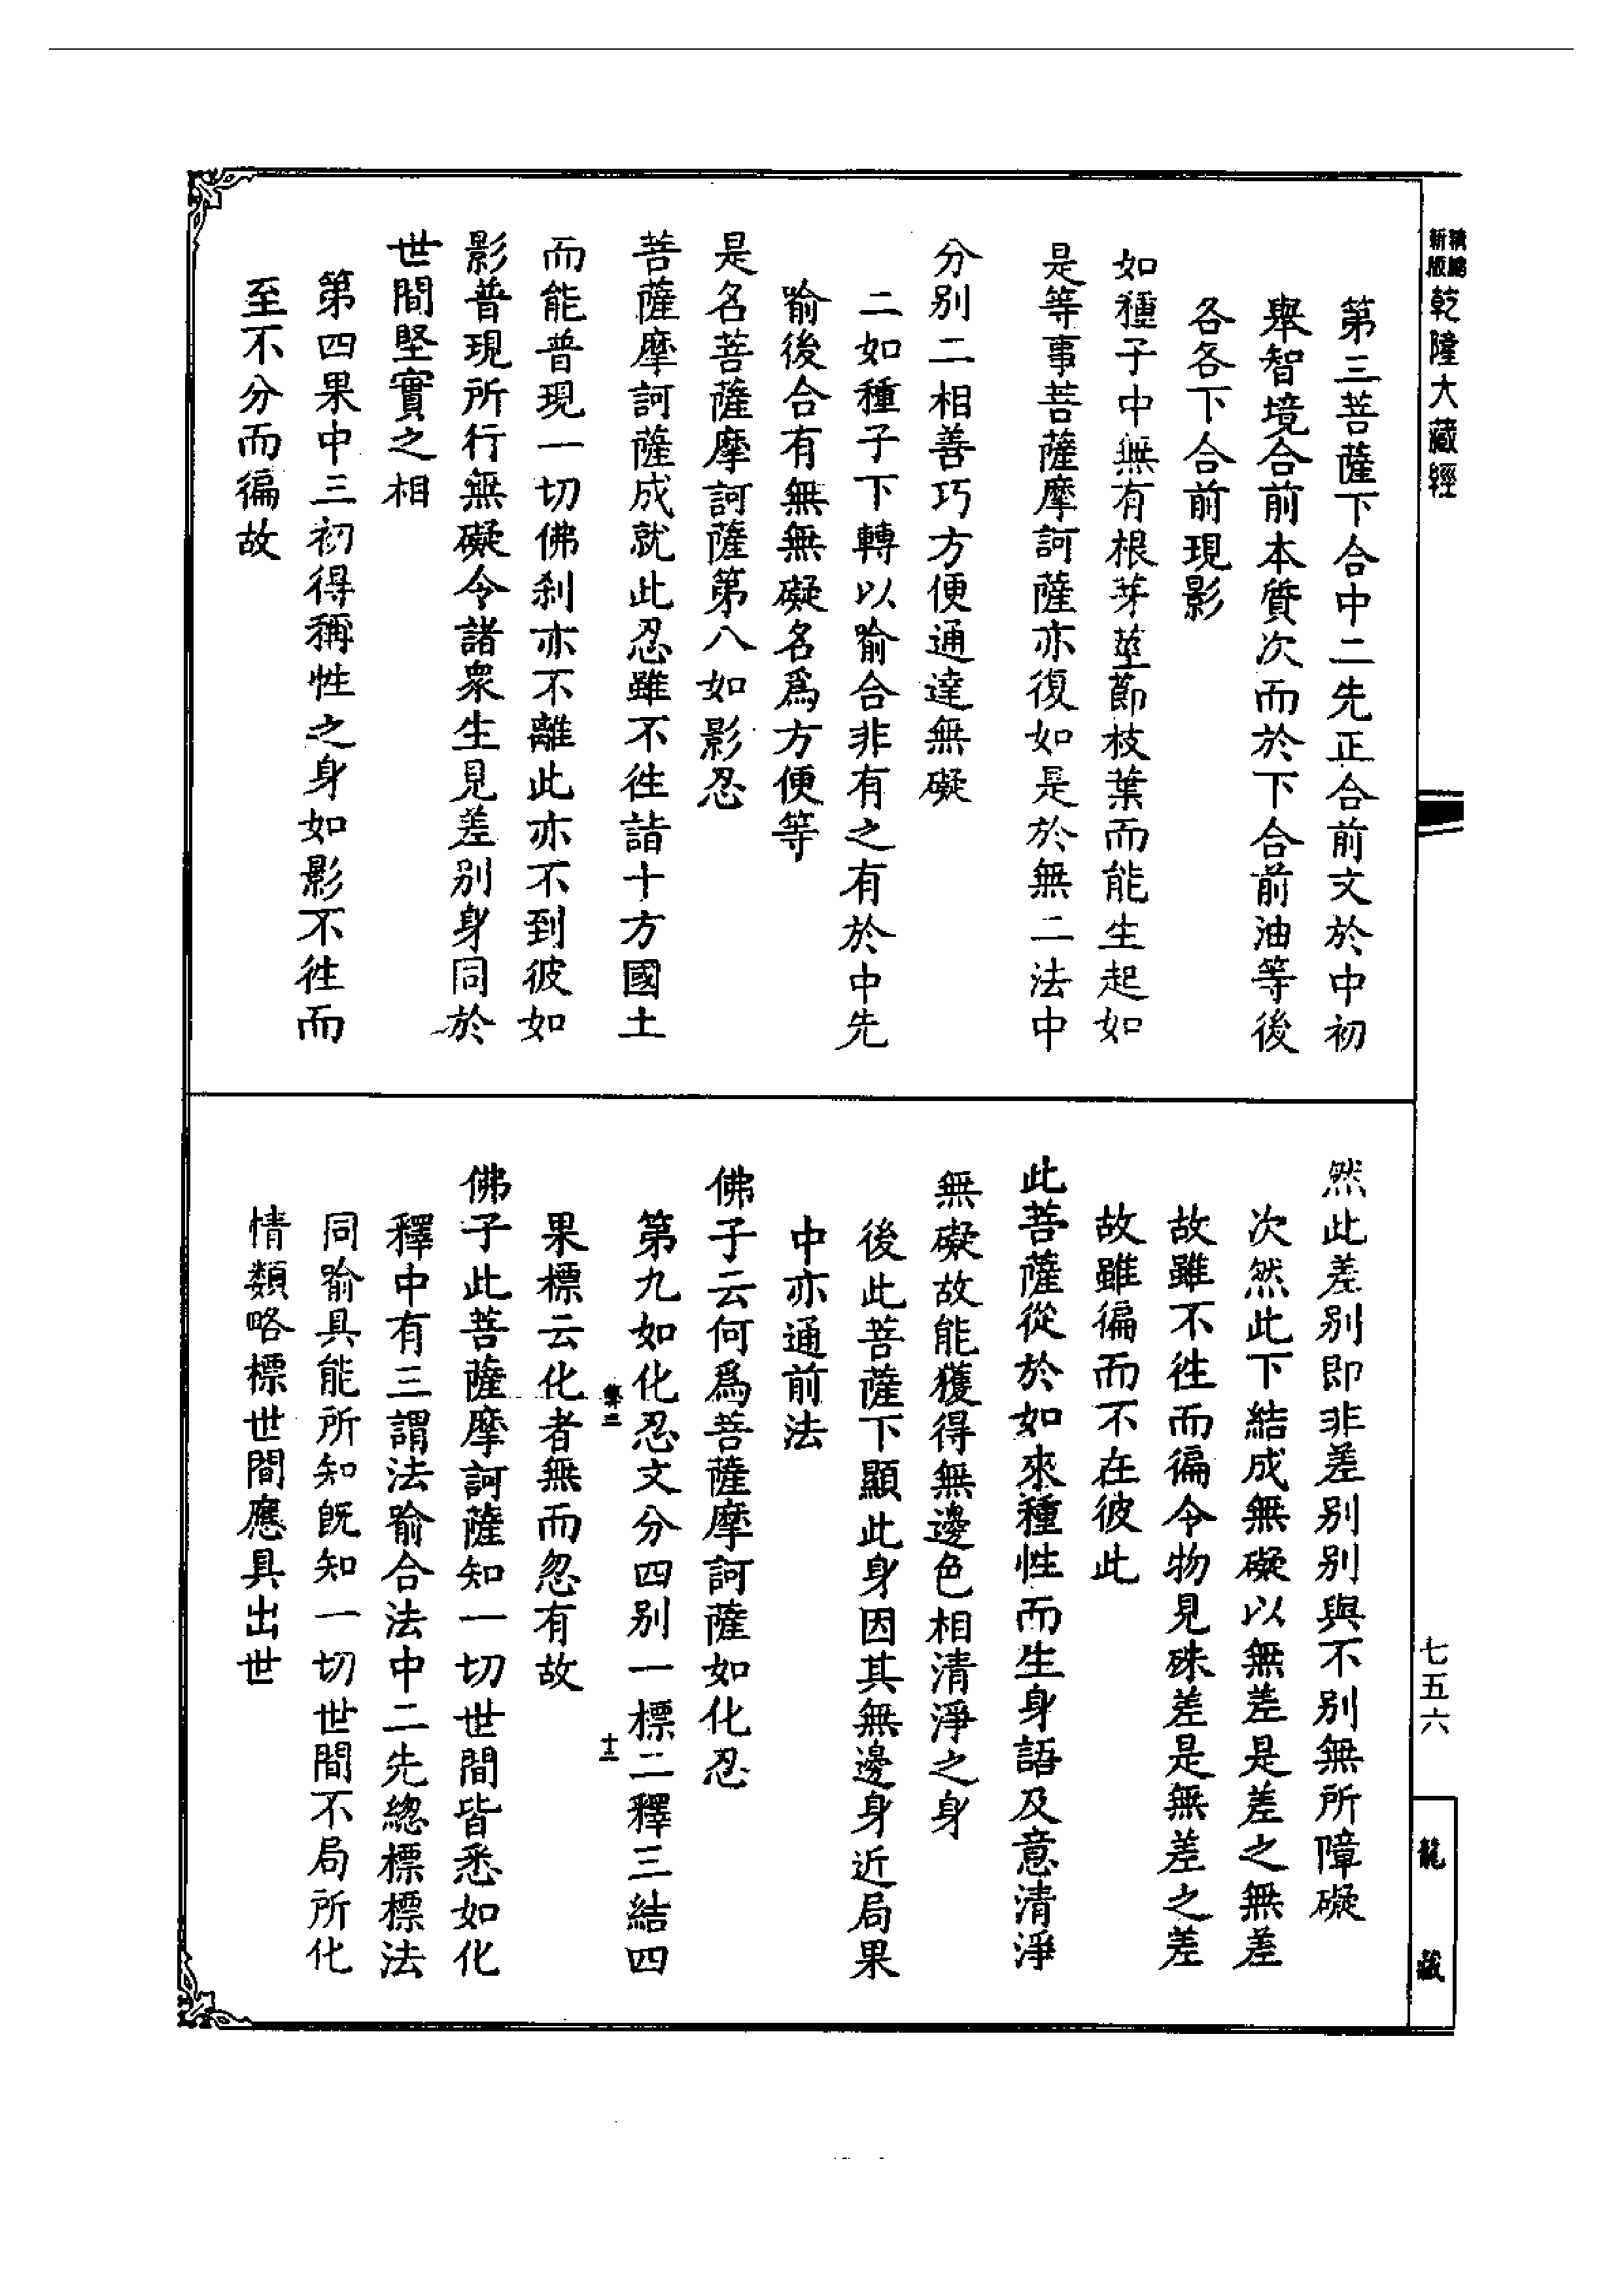 乾隆大藏經
第三菩薩下合中二先正合前文於中初
舉智境合前本質次而於下合前油等後
各各下合前現影
如種子中無有根芽莖節枝葉而能生起如
是等事菩薩摩訶薩亦復如是於無二法中
分別二相善巧方便通達無礙
二如種子下轉以喻合非有之有於中先
喻後合有無無礙名爲方便等
是名菩薩摩訶薩第八如影忍
菩薩摩訶薩成就此忍雖不往詣十方國土
而能普現一切佛剎亦不離此亦不到彼如
影普現所行無礙令諸衆生見差別身同於
世間堅實之相
第四果中三初得稱性之身如影不往而
至不分而徧故
然此差別即非差別別與不別無所障礙
次然此下結成無礙以無差是差之無差
故雖不往而徧令物見殊差是無差之差
故雖徧而不在彼此
此菩薩從於如來種性而生身語及意清淨
無礙故能獲得無邊色相清淨之身
後此菩薩下顯此身因其無邊身近局果
中亦通前法
佛子云何爲菩薩摩訶薩如化忍
第九如化忍文分四別一標二釋三結四
果標云化者無而忽有故
佛子此菩薩摩訶薩知一切世間皆悉如化
釋中有三謂法喻合法中二先總標標法
同喻具能所知既知一切世間不局所化
情類略標世間應具出世
七五六
龍藏